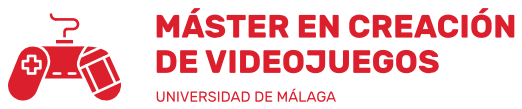 MÁSTER EN CREACIÓN
DE VIDEOJUEGOS
UNIVERSIDAD DE MÁLAGA